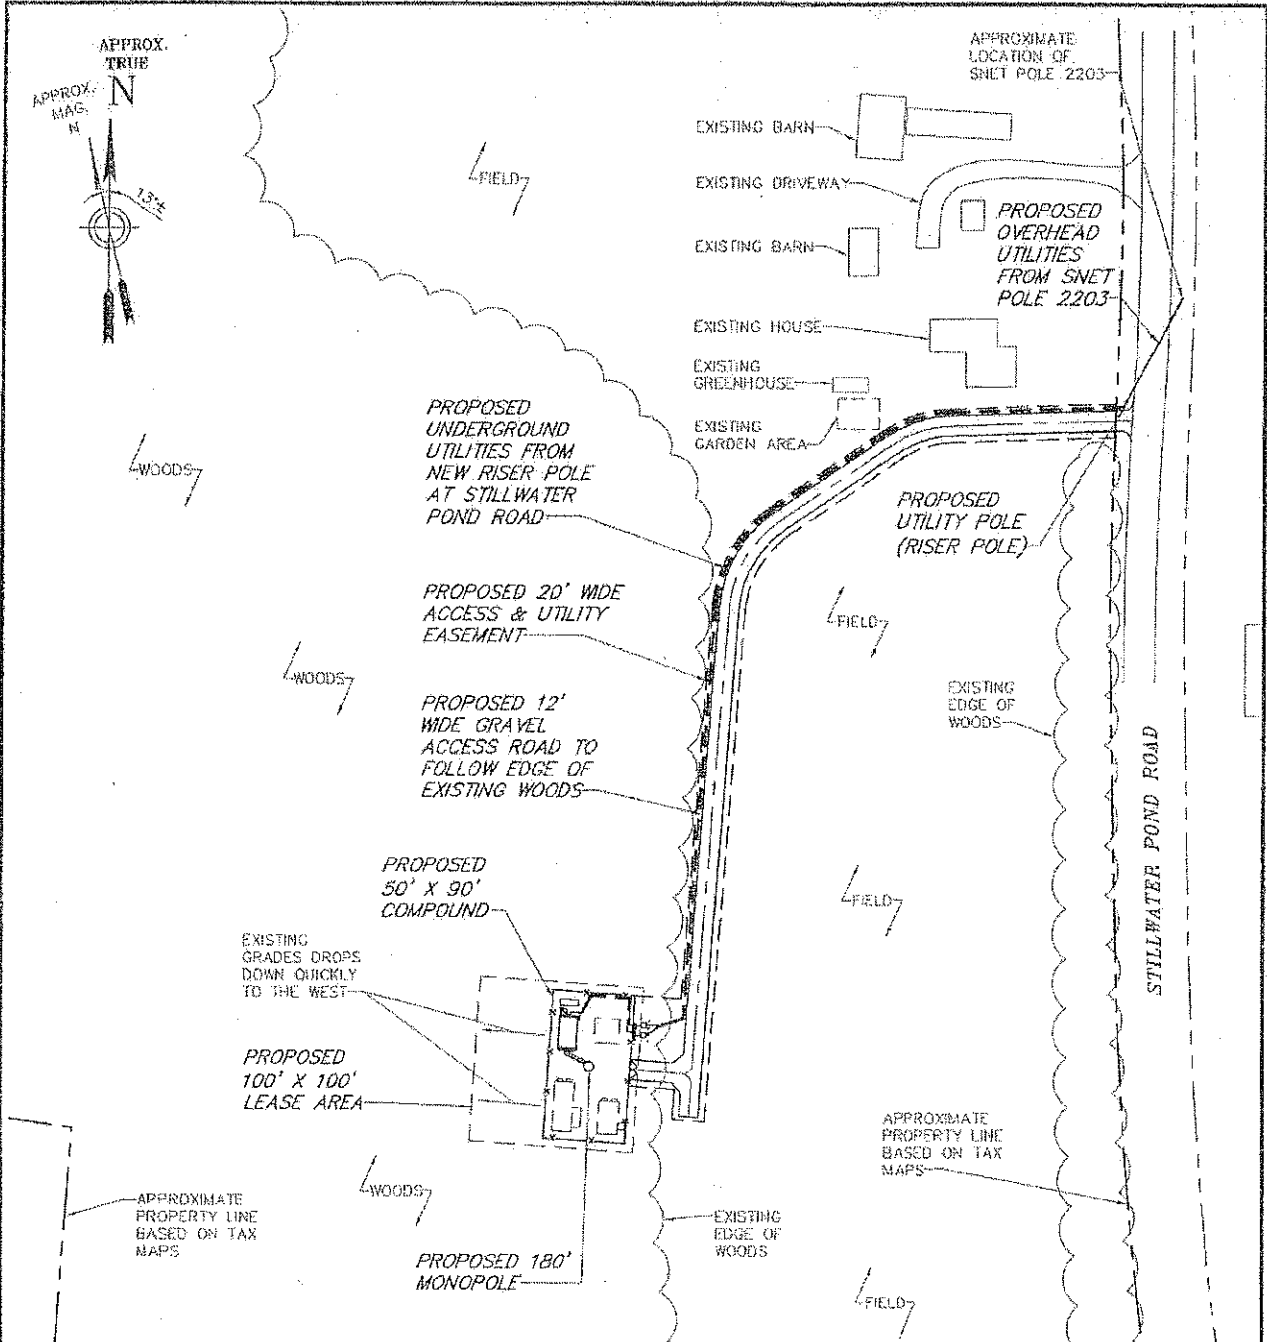 APPROX.
TRUE
N
APPROX.
MAG.
N
13°±
APPROXIMATE
LOCATION OF
SNET POLE 2203
EXISTING BARN
FIELD
EXISTING DRIVEWAY
PROPOSED
OVERHEAD
UTILITIES
FROM SNET
POLE 2203
EXISTING BARN
EXISTING HOUSE
EXISTING
GREENHOUSE
EXISTING
GARDEN AREA
PROPOSED
UNDERGROUND
UTILITIES FROM
NEW RISER POLE
AT STILLWATER
POND ROAD
WOODS
PROPOSED
UTILITY POLE
(RISER POLE)
PROPOSED 20' WIDE
ACCESS & UTILITY
EASEMENT
FIELD
WOODS
EXISTING
EDGE OF
WOODS
PROPOSED 12'
WIDE GRAVEL
ACCESS ROAD TO
FOLLOW EDGE OF
EXISTING WOODS
STILLWATER POND ROAD
PROPOSED
50' X 90'
COMPOUND
FIELD
EXISTING
GRADES DROPS
DOWN QUICKLY
TO THE WEST
PROPOSED
100' X 100'
LEASE AREA
APPROXIMATE
PROPERTY LINE
BASED ON TAX
MAPS
WOODS
APPROXIMATE
PROPERTY LINE
BASED ON TAX
MAPS
EXISTING
EDGE OF
WOODS
PROPOSED 180'
MONOPOLE
FIELD